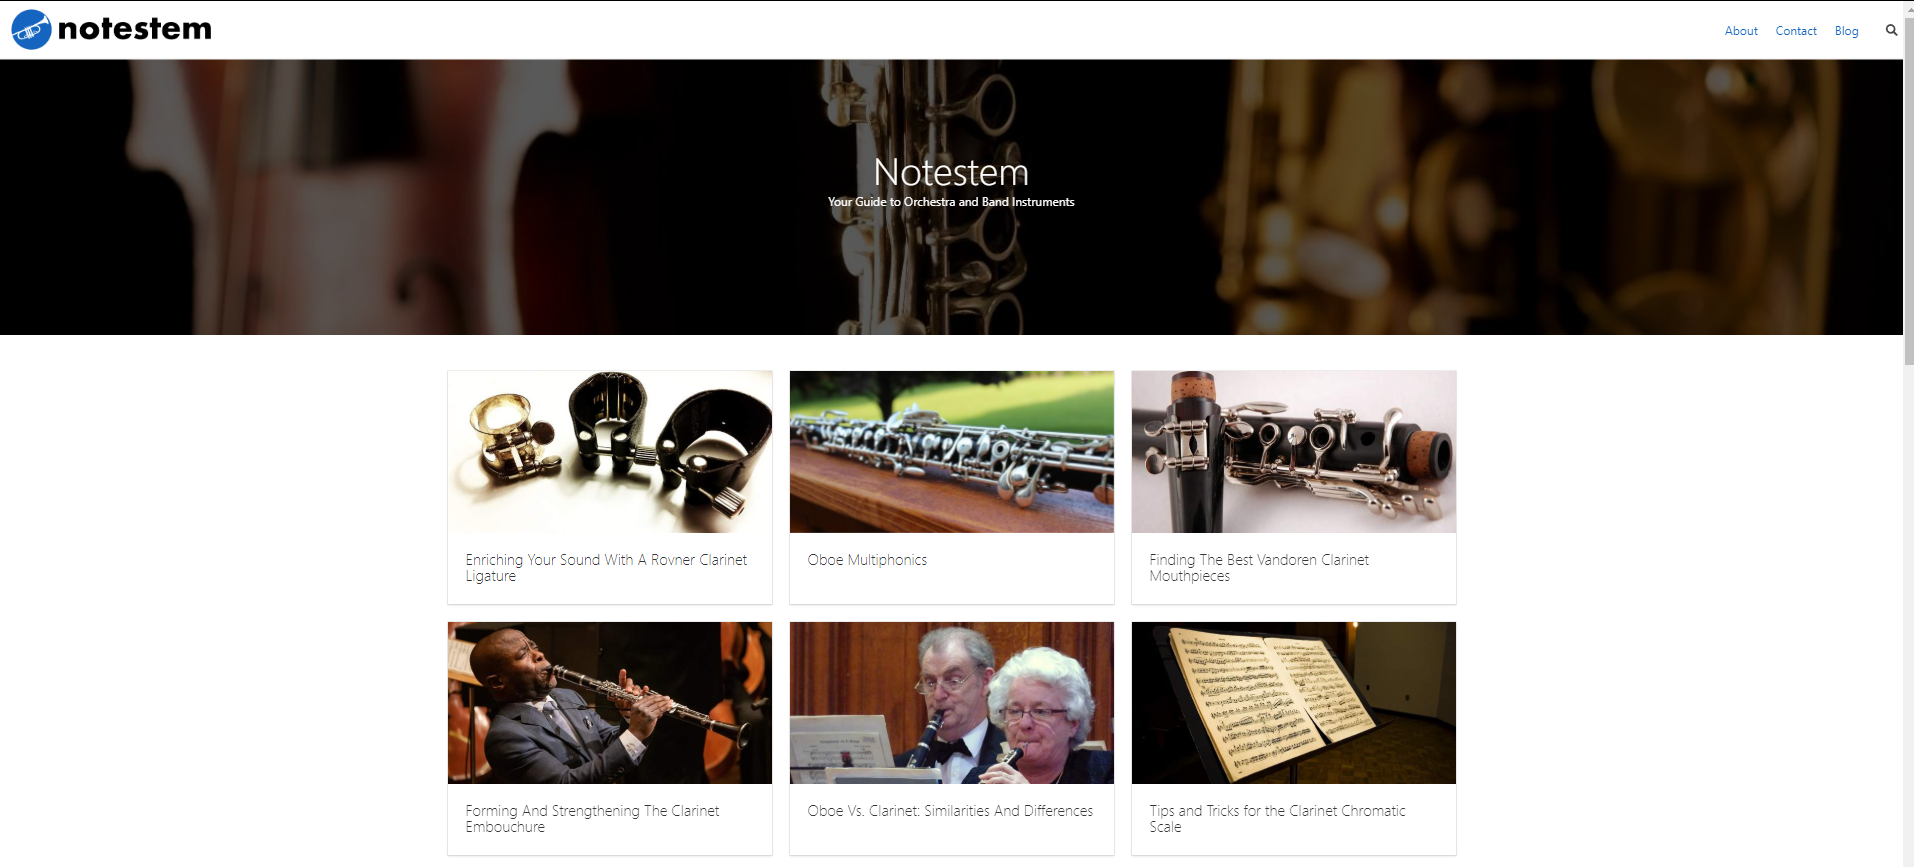 notestem
About Contact Blog
Notestem
Your Guide to Orchestra and Band Instruments
Enriching Your Sound With A Rovner Clarinet
Ligature
Oboe Multiphonics
Finding The Best Vandoren Clarinet
Mouthpieces
Forming And Strengthening The Clarinet
Embouchure
Oboe Vs. Clarinet: Similarities And Differences
Tips and Tricks for the Clarinet Chromatic
Scale